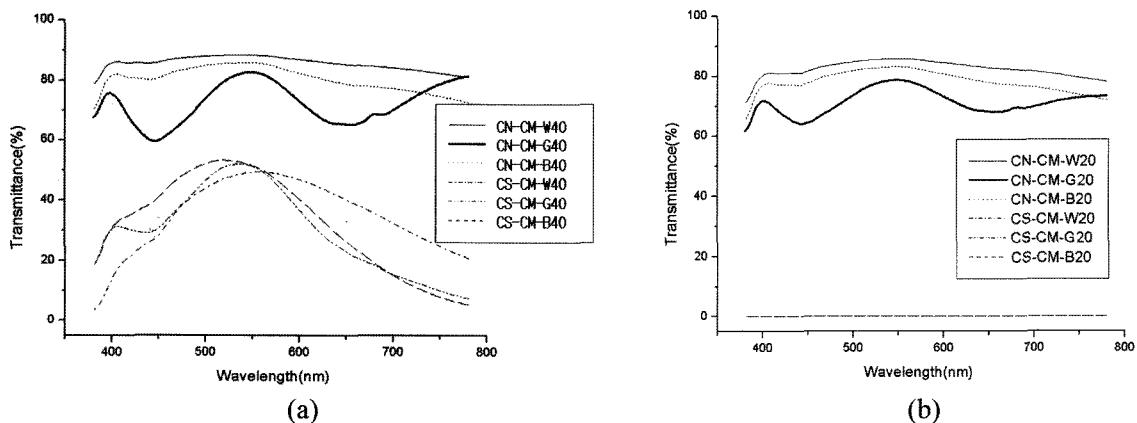 100
80
60
40
20
0
Transmittance(%)
CN-CM-W40
CN-CM-G40
CN-CM-B40
CS-CM-W40
CS-CM-G40
CS-CM-B40
400 500 600 700 800
Wavelength(nm)
(a)
100
80
60
40
20
0
Transmittance(%)
CN-CM-W20
CN-CM-G20
CN-CM-B20
CS-CM-W20
CS-CM-G20
CS-CM-B20
400 500 600 700 800
Wavelength(nm)
(b)